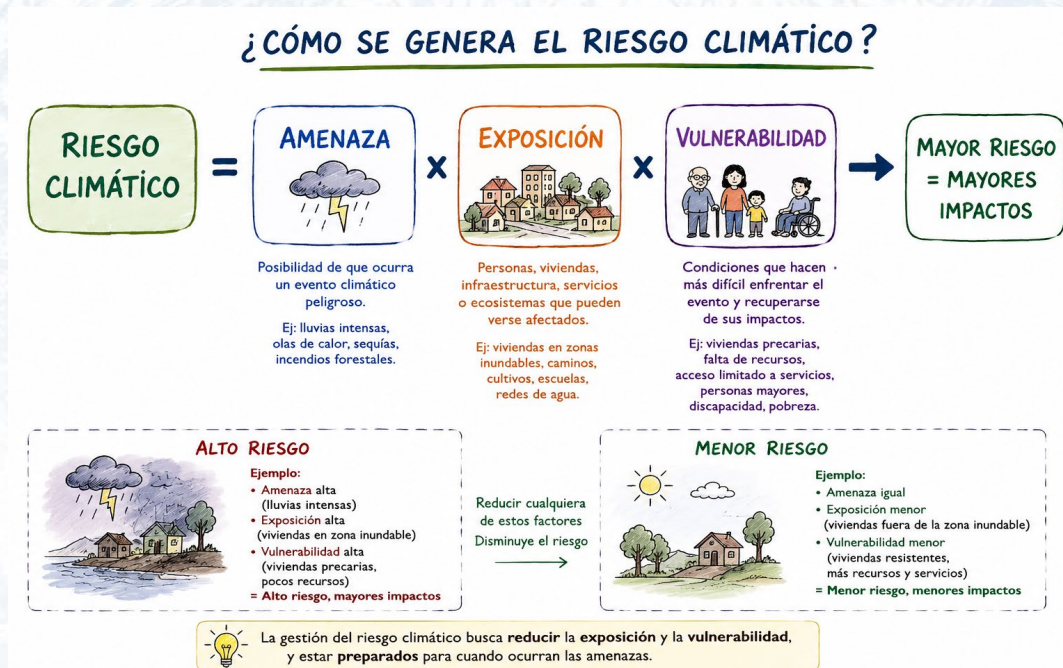 ¿CÓMO SE GENERA EL RIESGO CLIMÁTICO?
RIESGO
CLIMÁTICO
=
AMENAZA
x
EXPOSICIÓN
x
VULNERABILIDAD
MAYOR RIESGO
= MAYORES
IMPACTOS
Posibilidad de que ocurra
un evento climático
peligroso.
Ej: lluvias intensas,
olas de calor, sequías,
incendios forestales.
Personas, viviendas,
infraestructura, servicios
o ecosistemas que pueden
verse afectados.
Ej: viviendas en zonas
inundables, caminos,
cultivos, escuelas,
redes de agua.
Condiciones que hacen
más difícil enfrentar el
evento y recuperarse
de sus impactos.
Ej: viviendas precarias,
falta de recursos,
acceso limitado a servicios,
personas mayores,
discapacidad, pobreza.
ALTO RIESGO
Ejemplo:
• Amenaza alta
(lluvias intensas)
• Exposición alta
(viviendas en zona inundable)
• Vulnerabilidad alta
(viviendas precarias,
pocos recursos)
= Alto riesgo, mayores impactos
Reducir cualquiera
de estos factores
Disminuye el riesgo
MENOR RIESGO
Ejemplo:
• Amenaza igual
• Exposición menor
(viviendas fuera de la zona inundable)
• Vulnerabilidad menor
(viviendas resistentes,
más recursos y servicios)
= Menor riesgo, menores impactos
La gestión del riesgo climático busca reducir la exposición y la vulnerabilidad,
y estar preparados para cuando ocurran las amenazas.